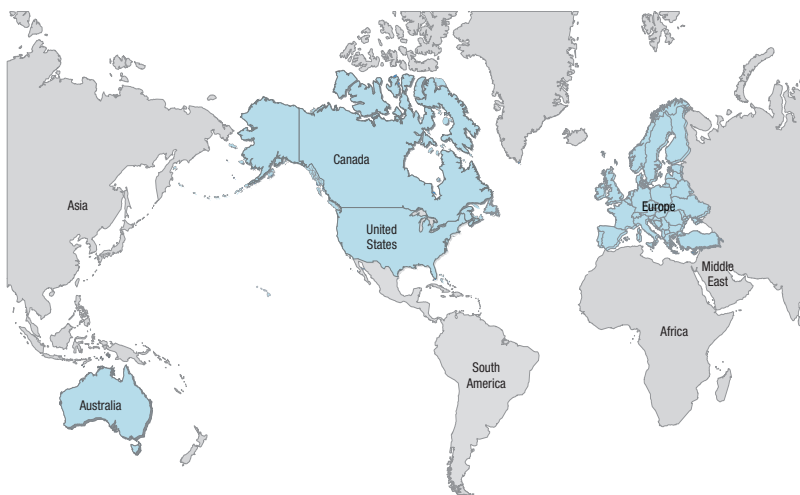 Canada
Asia
Europe
United
States
Middle
East
Africa
South
America
Australia